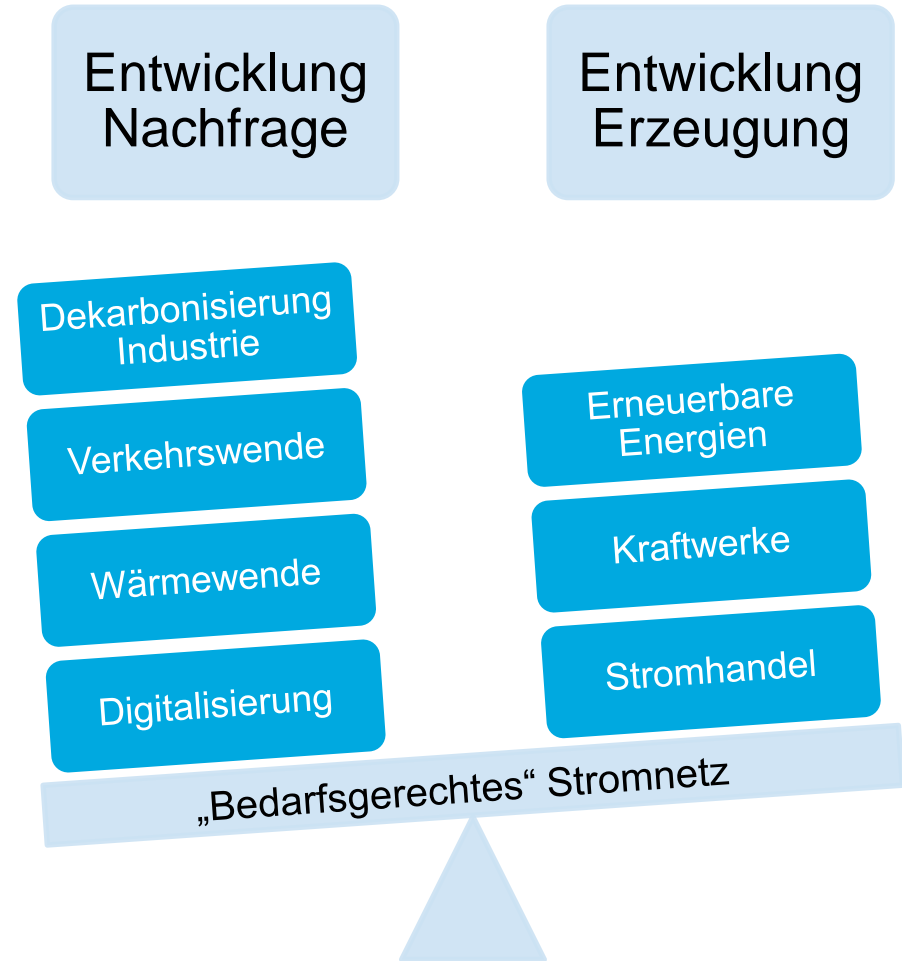 Entwicklung
Nachfrage
Entwicklung
Erzeugung
Dekarbonisierung
Industrie
Verkehrswende
Wärmewende
Digitalisierung
Erneuerbare
Energien
Kraftwerke
Stromhandel
„Bedarfsgerechtes“ Stromnetz